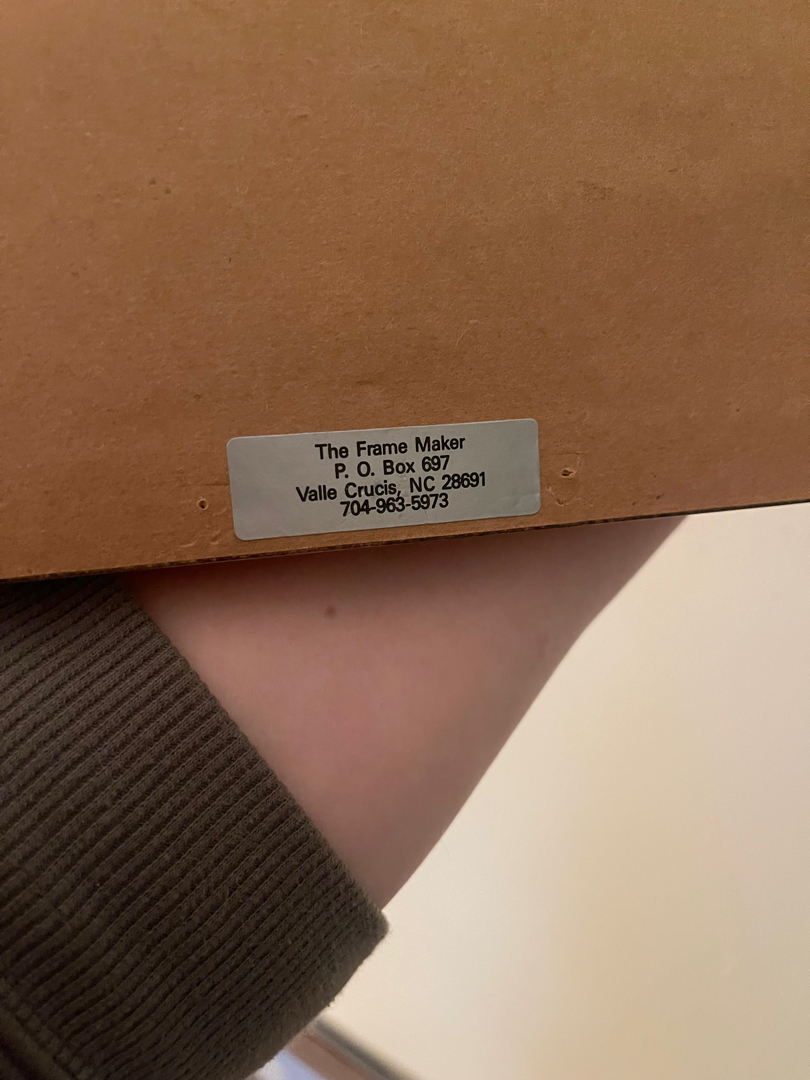 The Frame Maker
P. O. Box 697
Valle Crucis, NC 28691
704-963-5973